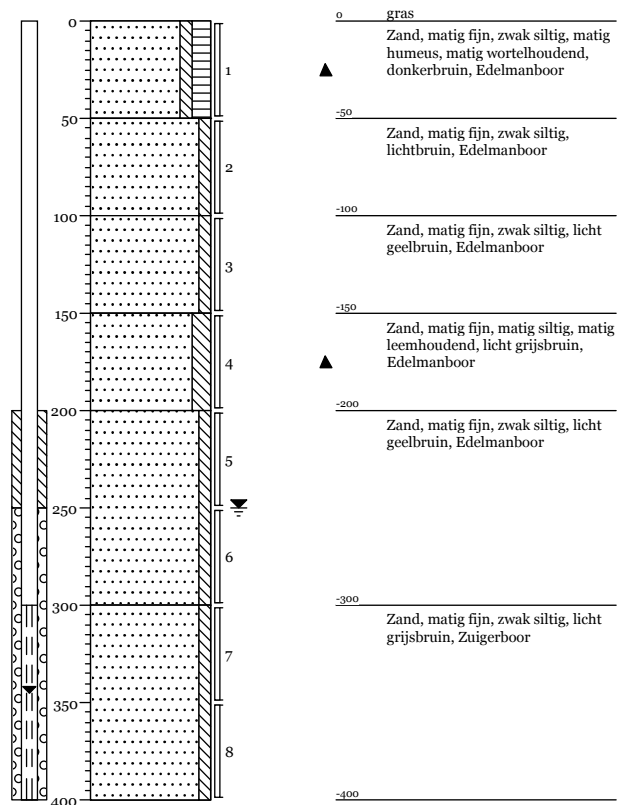 0
50
100
150
200
250
300
350
400
1
2
3
4
5
6
7
8
0
gras
Zand, matig fijn, zwak siltig, matig
humeus, matig wortelhoudend,
donkerbruin, Edelmanboor
-50
Zand, matig fijn, zwak siltig,
lichtbruin, Edelmanboor
-100
Zand, matig fijn, zwak siltig, licht
geelbruin, Edelmanboor
-150
Zand, matig fijn, matig siltig, matig
leemhoudend, licht grijsbruin,
Edelmanboor
-200
Zand, matig fijn, zwak siltig, licht
geelbruin, Edelmanboor
-300
Zand, matig fijn, zwak siltig, licht
grijsbruin, Zuigerboor
-400